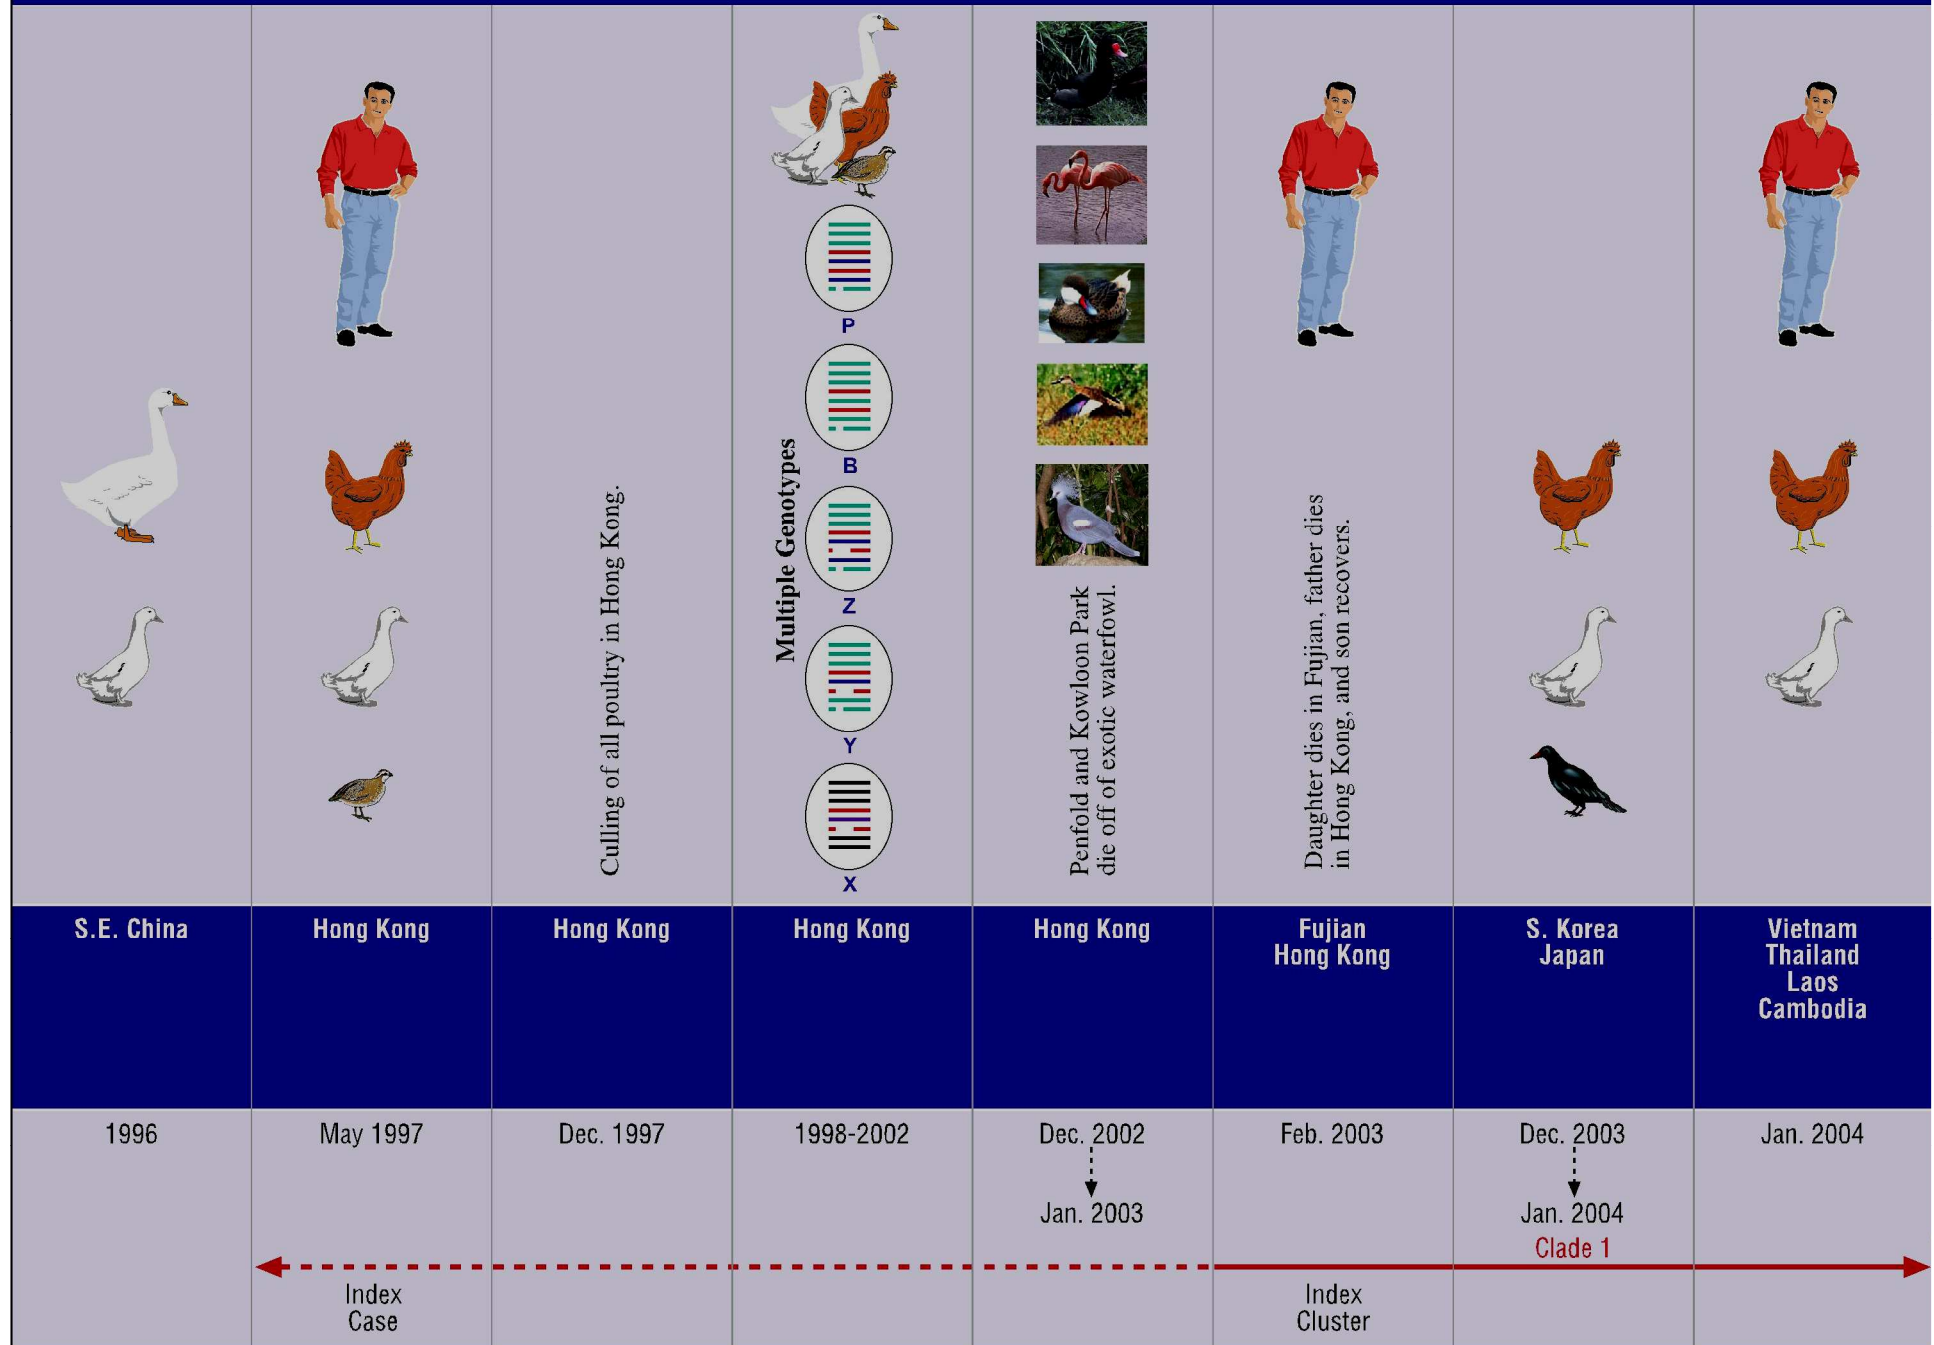 P
B
Z
Y
X
Multiple Genotypes
Culling of all poultry in Hong Kong.
Penfold and Kowloon Park
die off of exotic waterfowl.
Daughter dies in Fujian, father dies
in Hong Kong, and son recovers.
S.E. China
Hong Kong
Hong Kong
Hong Kong
Hong Kong
Fujian
Hong Kong
S. Korea
Japan
Vietnam
Thailand
Laos
Cambodia
1996
May 1997
Dec. 1997
1998-2002
Dec. 2002
Jan. 2003
Feb. 2003
Dec. 2003
Jan. 2004
Clade 1
Jan. 2004
Index
Case
Index
Cluster